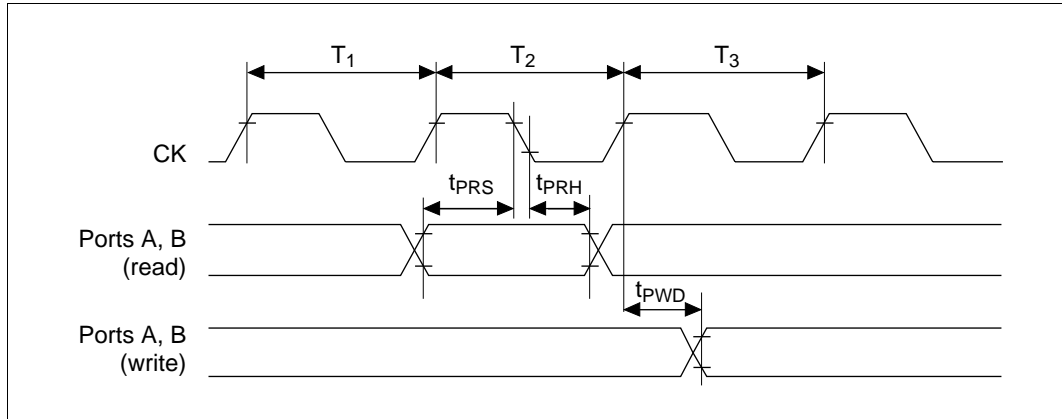 T1 T2 T3
CK
tPRS tPRH
Ports A, B
(read)
tPWD
Ports A, B
(write)